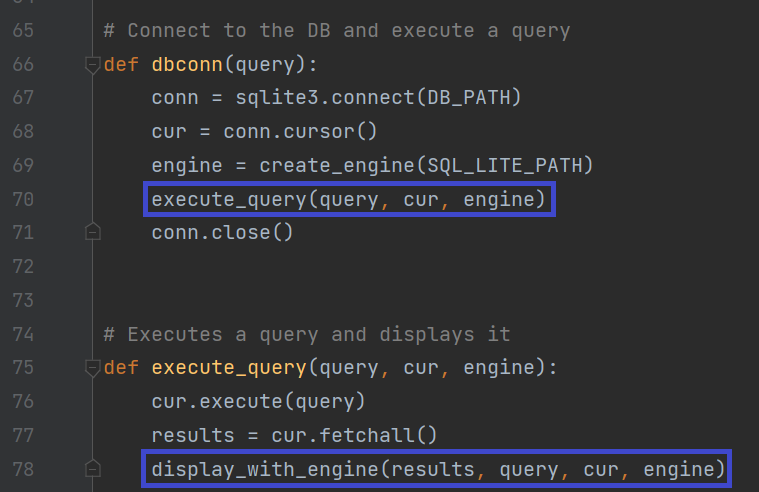 65 # Connect to the DB and execute a query
66 def dbconn(query):
67     conn = sqlite3.connect(DB_PATH)
68     cur = conn.cursor()
69     engine = create_engine(SQL_LITE_PATH)
70     execute_query(query, cur, engine)
71     conn.close()
72
73
74 # Executes a query and displays it
75 def execute_query(query, cur, engine):
76     cur.execute(query)
77     results = cur.fetchall()
78     display_with_engine(results, query, cur, engine)